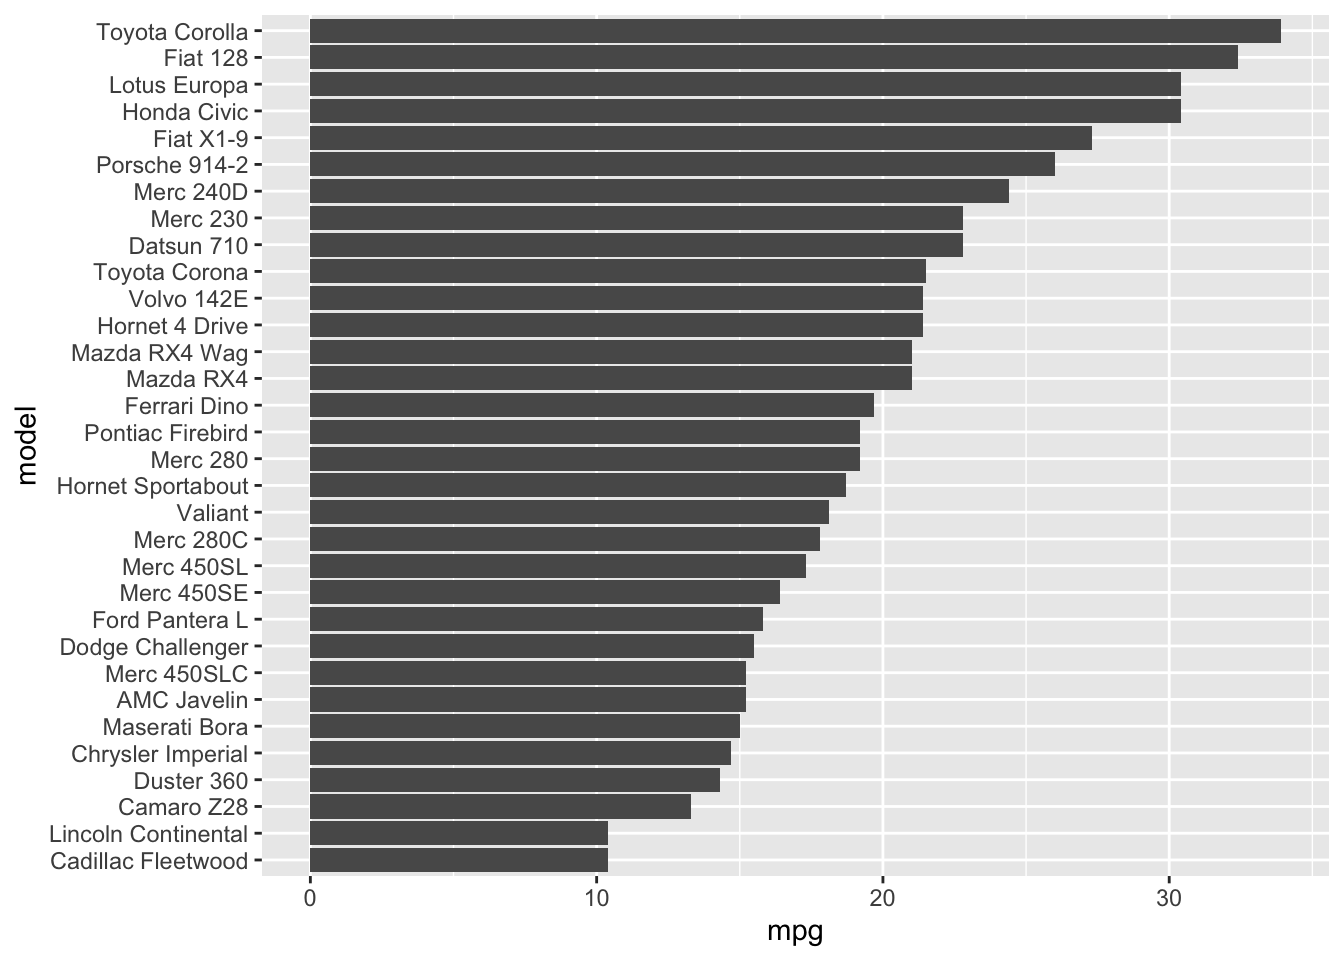 Toyota Corolla
Fiat 128
Lotus Europa
Honda Civic
Fiat X1-9
Porsche 914-2
Merc 240D
Merc 230
Datsun 710
Toyota Corona
Volvo 142E
Hornet 4 Drive
Mazda RX4 Wag
Mazda RX4
Ferrari Dino
Pontiac Firebird
Merc 280
Hornet Sportabout
Valiant
Merc 280C
Merc 450SL
Merc 450SE
Ford Pantera L
Dodge Challenger
Merc 450SLC
AMC Javelin
Maserati Bora
Chrysler Imperial
Duster 360
Camaro Z28
Lincoln Continental
Cadillac Fleetwood
model
0 10 20 30
mpg